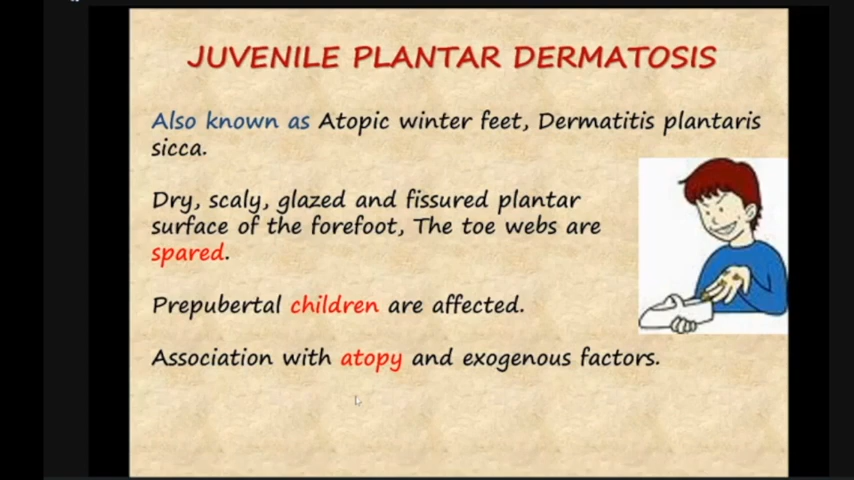 JUVENILE PLANTAR DERMATOSIS
Also known as Atopic winter feet, Dermatitis plantaris
sicca.
Dry, scaly, glazed and fissured plantar
surface of the forefoot, The toe webs are
spared.
Prepubertal children are affected.
Association with atopy and exogenous factors.